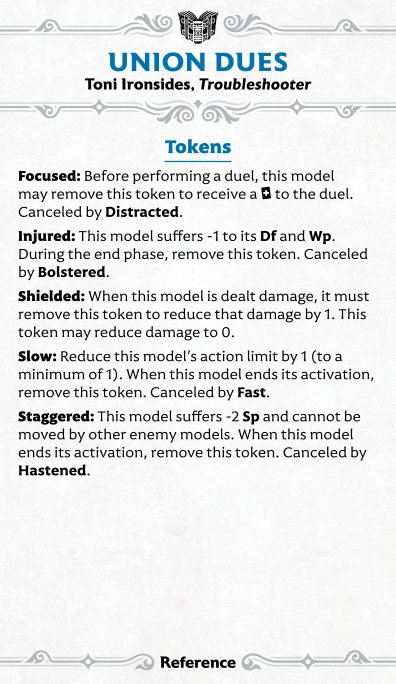 UNION DUES
Toni Ironsides, Troubleshooter
Tokens
Focused: Before performing a duel, this model
may remove this token to receive a to the duel.
Canceled by Distracted.
Injured: This model suffers -1 to its Df and Wp.
During the end phase, remove this token. Canceled
by Bolstered.
Shielded: When this model is dealt damage, it must
remove this token to reduce that damage by 1. This
token may reduce damage to 0.
Slow: Reduce this model’s action limit by 1 (to a
minimum of 1). When this model ends its activation,
remove this token. Canceled by Fast.
Staggered: This model suffers -2 Sp and cannot be
moved by other enemy models. When this model
ends its activation, remove this token. Canceled by
Hastened.
Reference